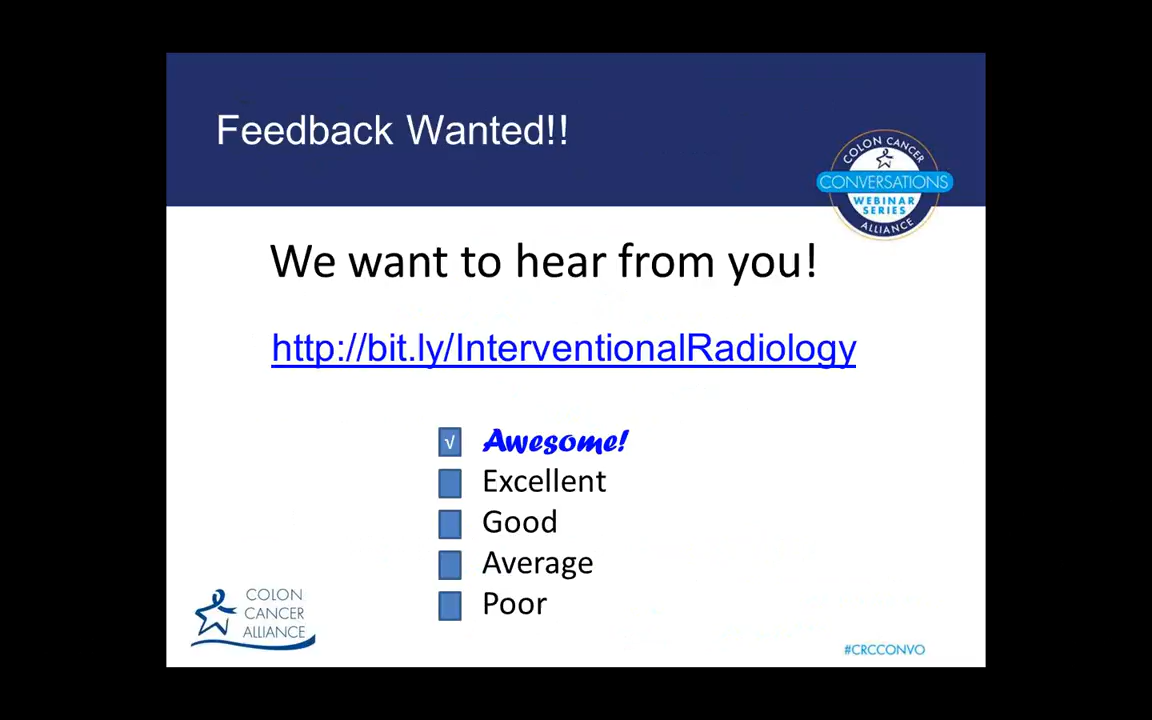 Feedback Wanted!!
COLON CANCER
CONVERSATIONS
WEBINAR
SERIES
ALLIANCE
We want to hear from you!
http://bit.ly/InterventionalRadiology
√ Awesome!
Excellent
Good
Average
Poor
COLON
CANCER
ALLIANCE
#CRCCONVO